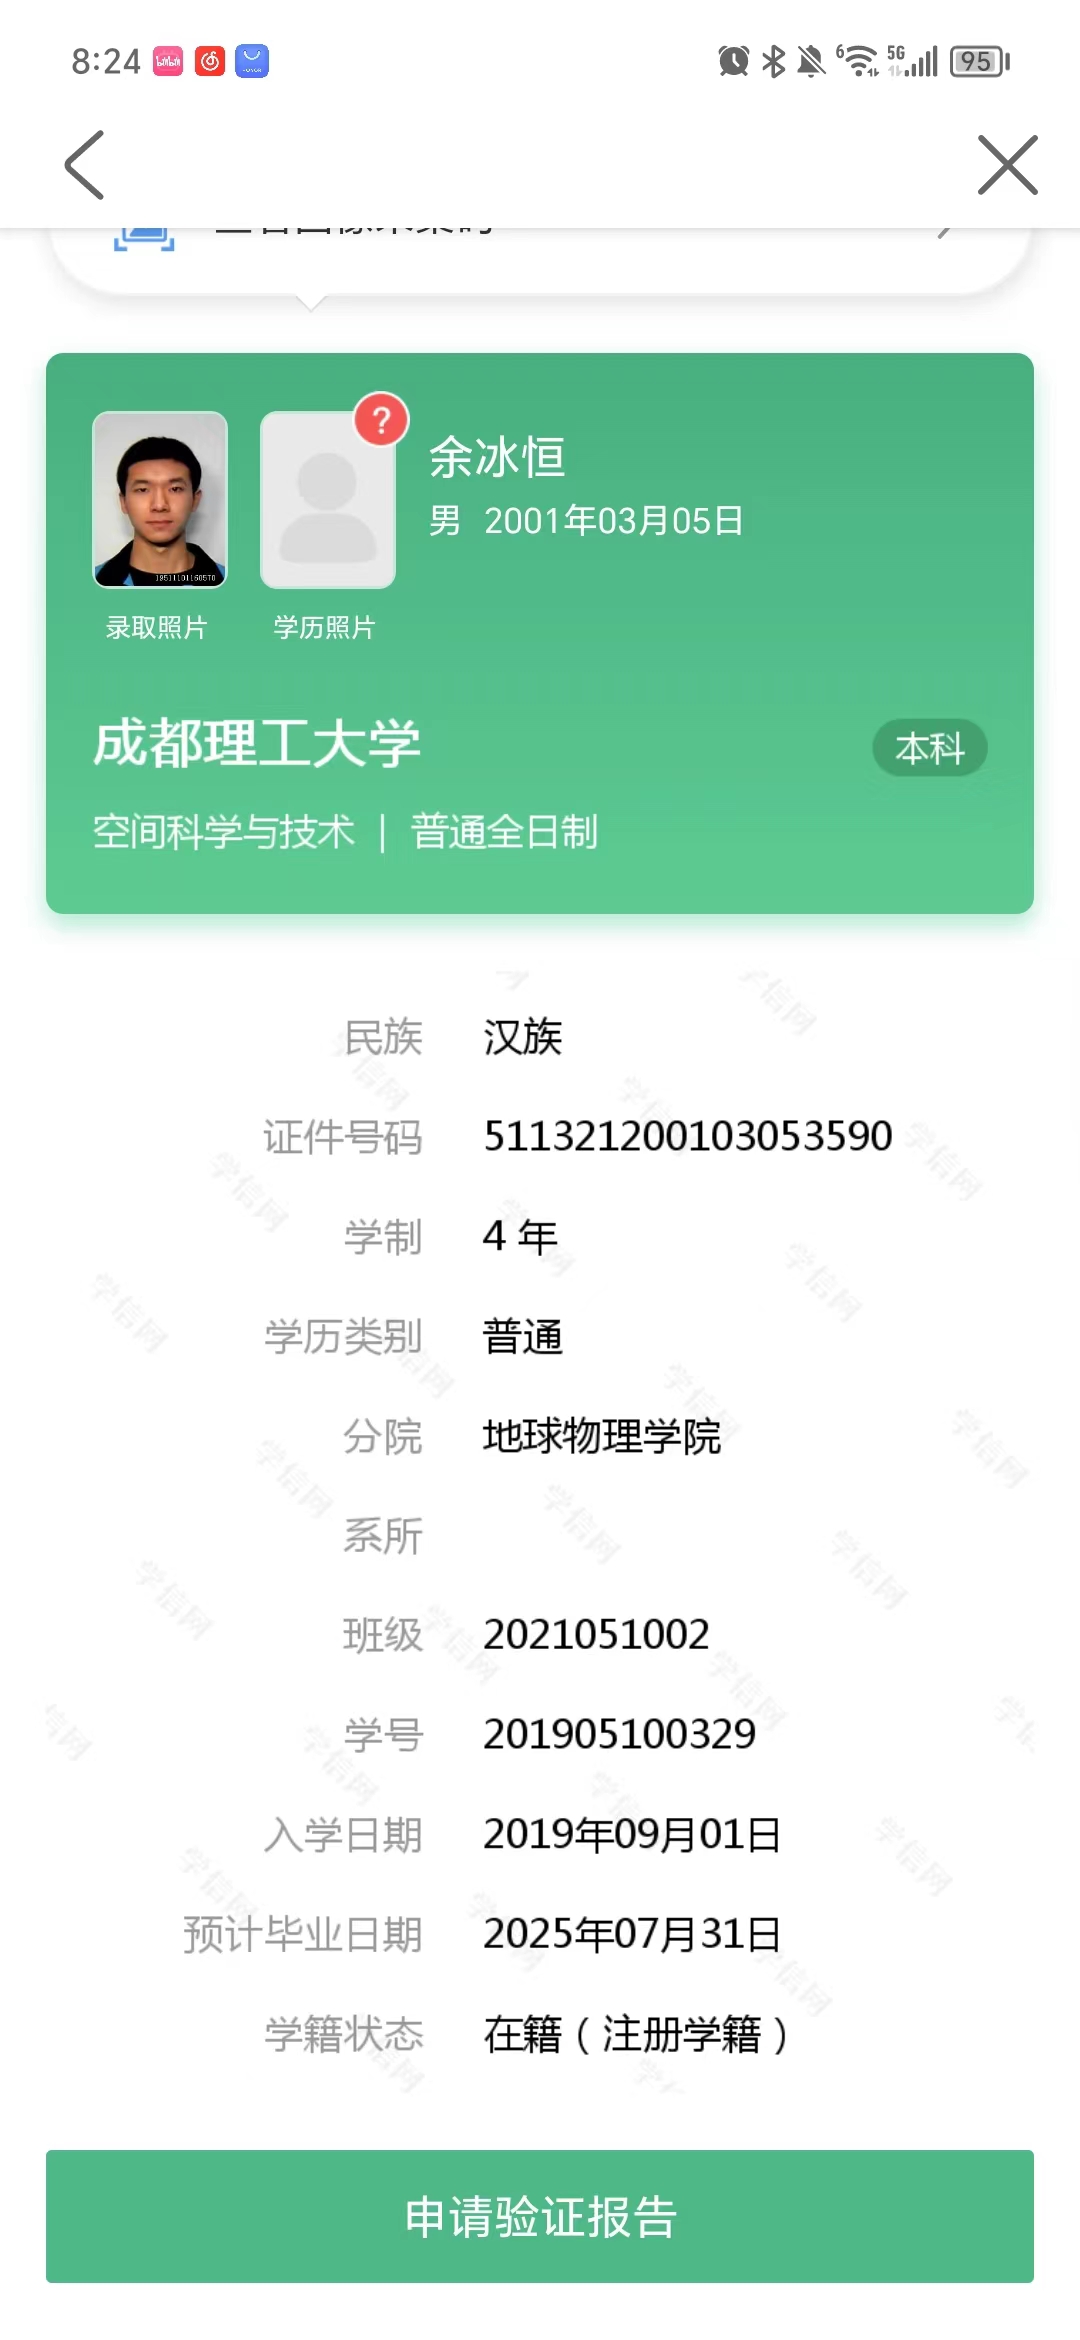 8:24
6
5G
95
?
余冰恒
男 2001年03月05日
19511101160570
录取照片 学历照片
成都理工大学
本科
空间科学与技术 | 普通全日制
民族 汉族
证件号码 511321200103053590
学制 4 年
学历类别 普通
分院 地球物理学院
系所
班级 2021051002
学号 201905100329
入学日期 2019年09月01日
预计毕业日期 2025年07月31日
学籍状态 在籍（注册学籍）
学信网
申请验证报告